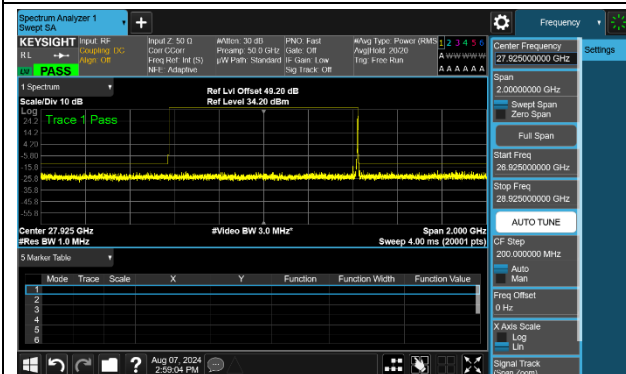 Spectrum Analyzer 1
Swept SA
Frequency
KEYSIGHT
Input: RF
Coupling: DC
Align: Off
Input Z: 50 Ω
Corr CCorr
Freq Ref: Int (S)
NFE: Adaptive
#Atten: 30 dB
Preamp: 50.0 GHz
µW Path: Standard
PNO: Fast
Gate: Off
IF Gain: Low
Sig Track: Off
#Avg Type: Power (RMS
Avg|Hold: 20/20
Trig: Free Run
1 2 3 4 5 6
A W W W W W
A A A A A A
R L
PASS
1 Spectrum
Scale/Div 10 dB
Ref Lvl Offset 49.20 dB
Ref Level 34.20 dBm
Log
Trace 1 Pass
24.2
14.2
4.20
-5.80
-15.8
-25.8
-35.8
-45.8
-55.8
Center 27.925 GHz
#Res BW 1.0 MHz
#Video BW 3.0 MHz*
Span 2.000 GHz
Sweep 4.00 ms (20001 pts)
5 Marker Table
Mode Trace Scale X Y Function Function Width Function Value
1
2
3
4
5
6
Aug 07, 2024
2:59:04 PM
Center Frequency
27.925000000 GHz
Settings
Span
2.00000000 GHz
Swept Span
Zero Span
Full Span
Start Freq
26.925000000 GHz
Stop Freq
28.925000000 GHz
AUTO TUNE
CF Step
200.000000 MHz
Auto
Man
Freq Offset
0 Hz
X Axis Scale
Log
Lin
Signal Track
(Span Zoom)